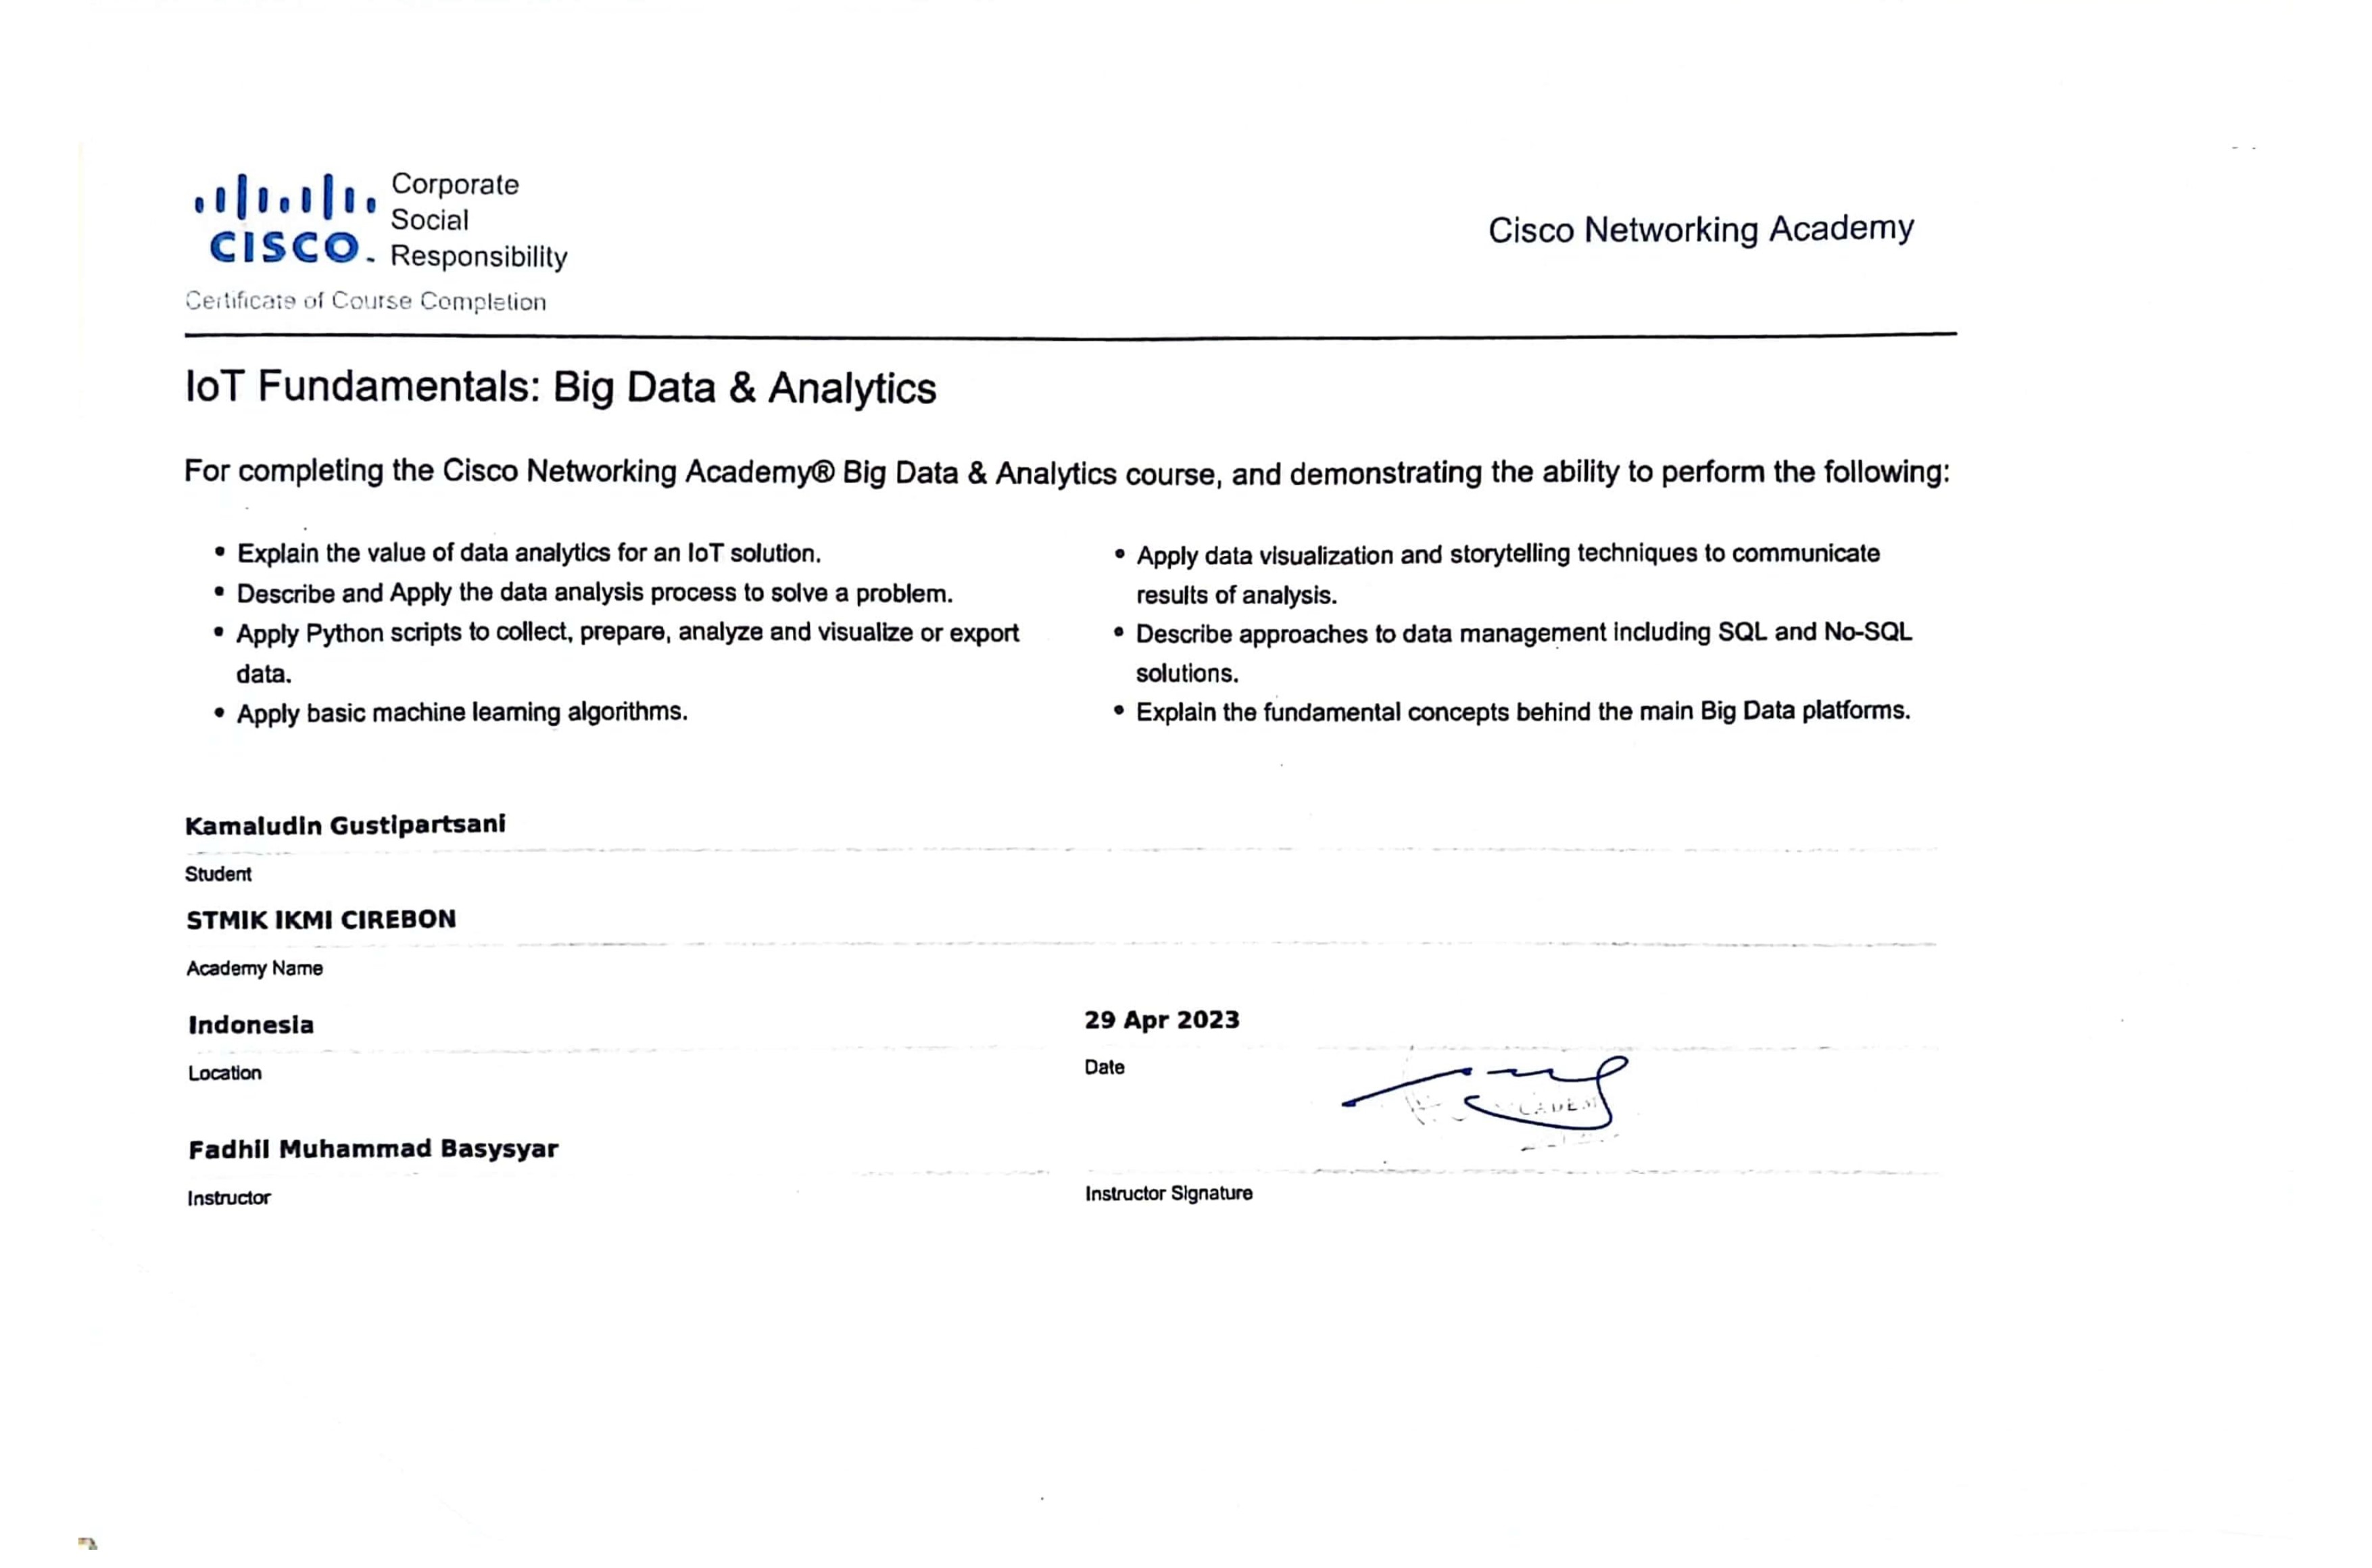 Corporate
Social
Responsibility
CISCO
Cisco Networking Academy
Certificate of Course Completion
IoT Fundamentals: Big Data & Analytics
For completing the Cisco Networking Academy® Big Data & Analytics course, and demonstrating the ability to perform the following:
• Explain the value of data analytics for an IoT solution.
• Describe and Apply the data analysis process to solve a problem.
• Apply Python scripts to collect, prepare, analyze and visualize or export
data.
• Apply basic machine learning algorithms.
• Apply data visualization and storytelling techniques to communicate
results of analysis.
• Describe approaches to data management including SQL and No-SQL
solutions.
• Explain the fundamental concepts behind the main Big Data platforms.
Kamaludin Gustipartsani
Student
STMIK IKMI CIREBON
Academy Name
Indonesia
Location
29 Apr 2023
Date
Fadhil Muhammad Basysyar
Instructor
Instructor Signature